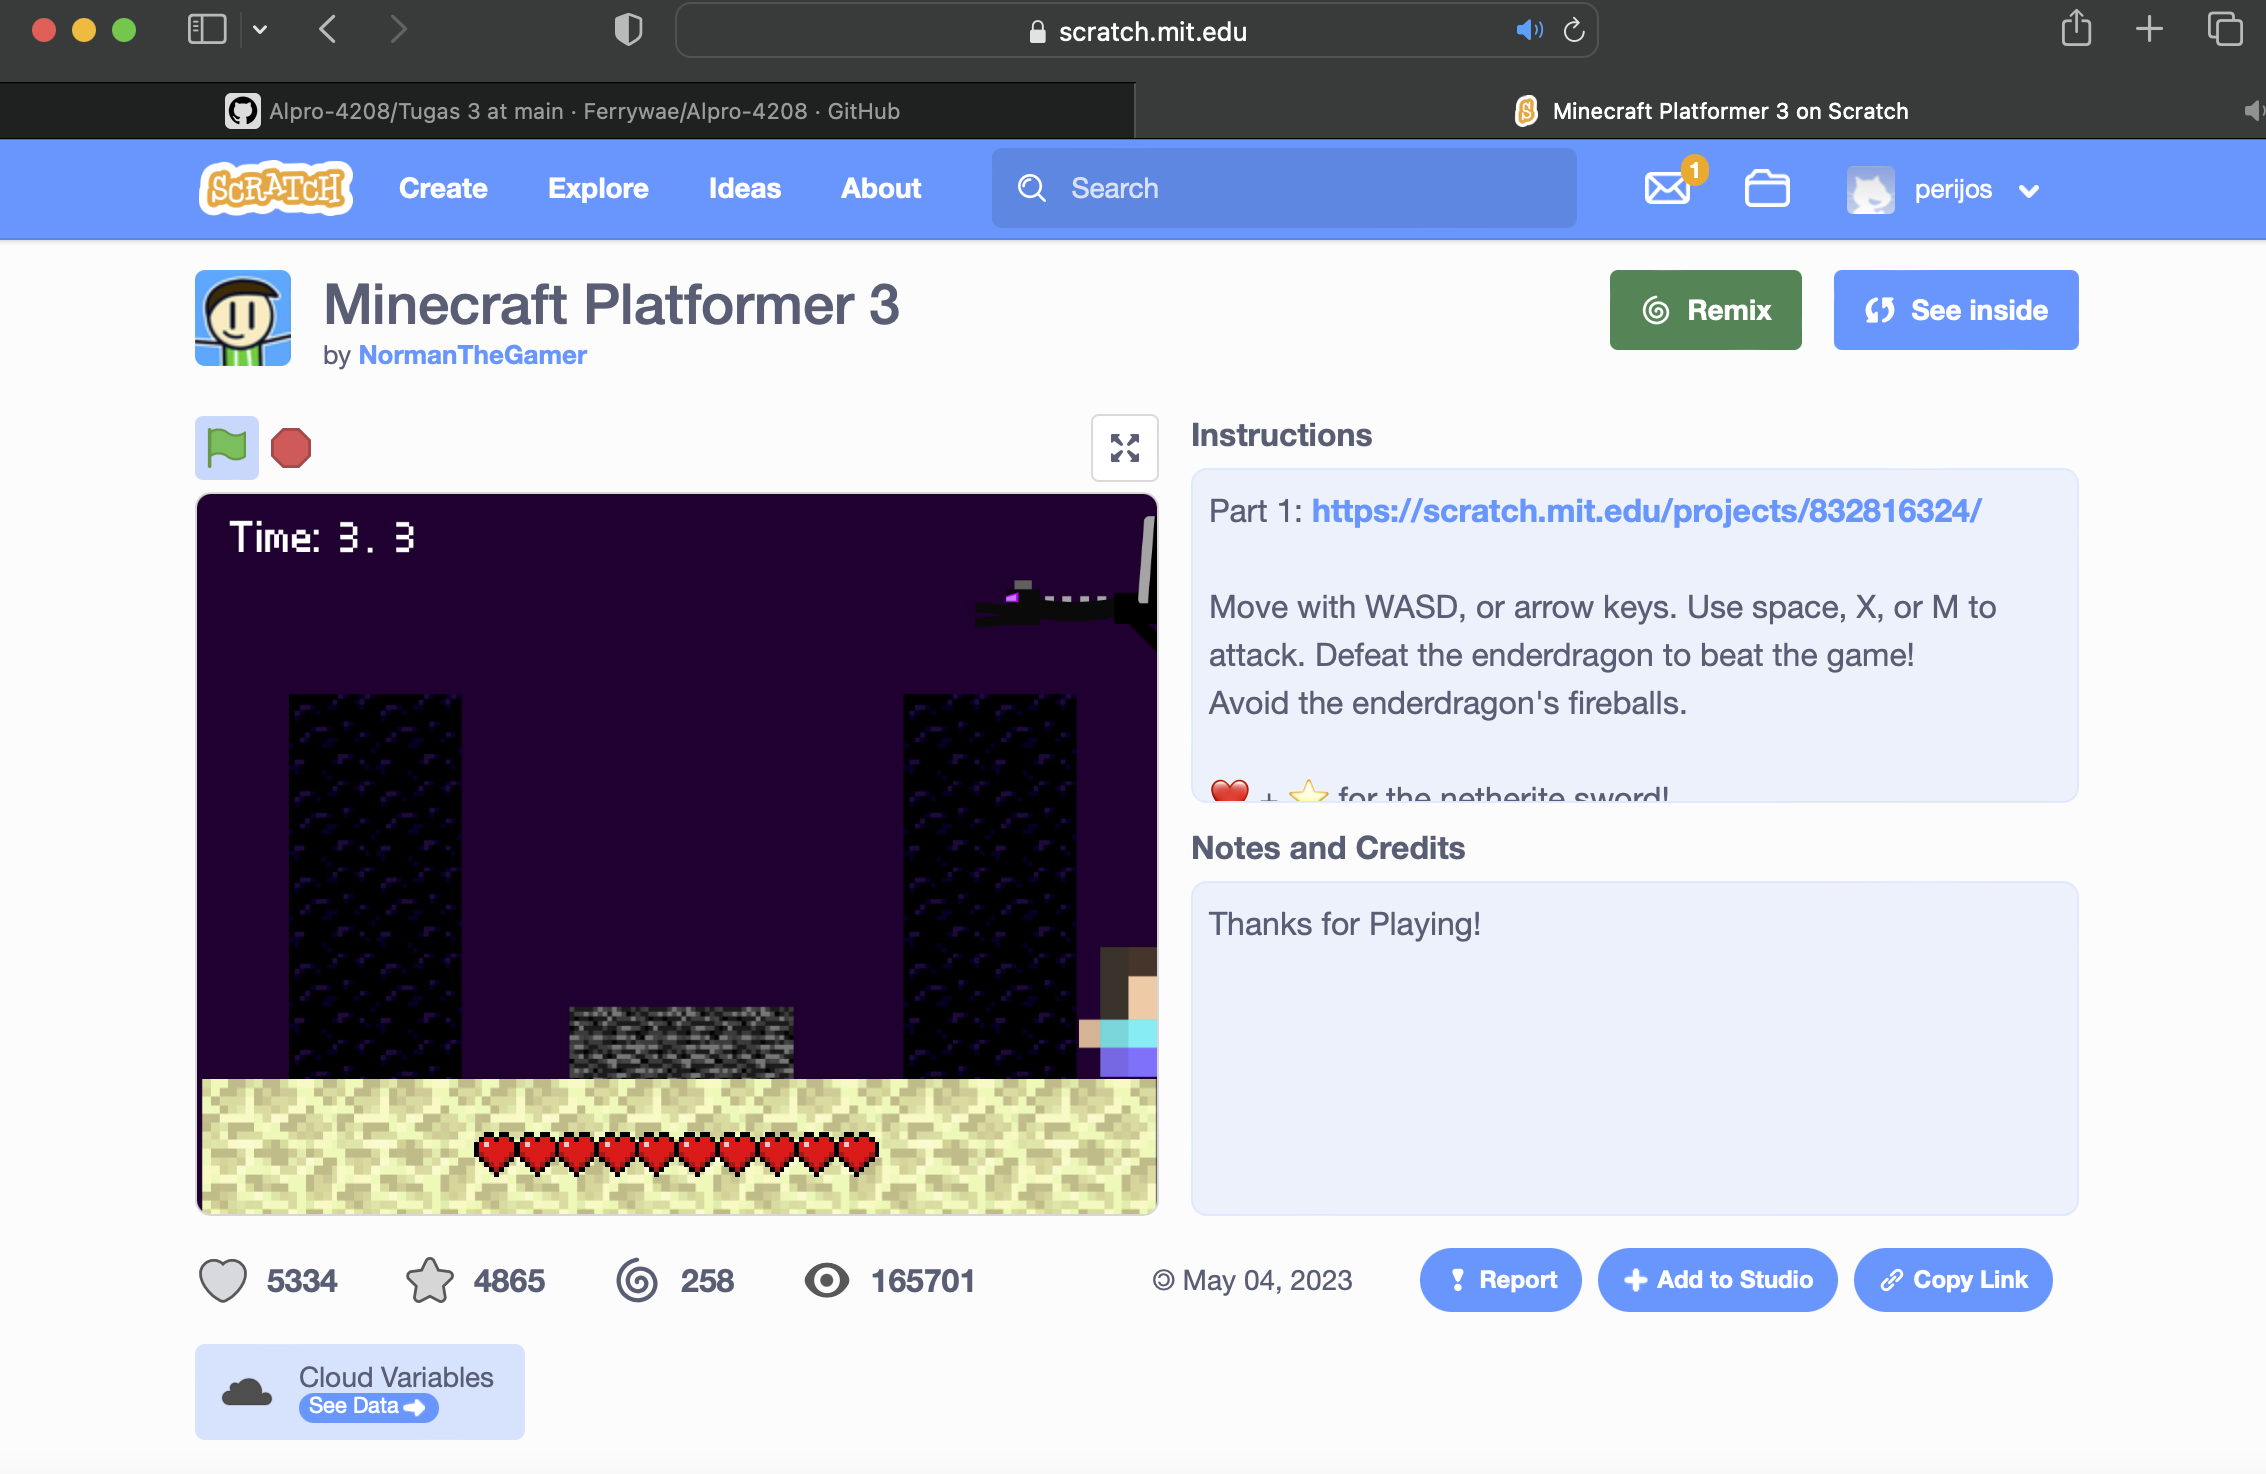 scratch.mit.edu
Alpro-4208/Tugas 3 at main · Ferrywae/Alpro-4208 · GitHub
Minecraft Platformer 3 on Scratch
SCRATCH
Create
Explore
Ideas
About
Search
1
perijos
Minecraft Platformer 3
by NormanTheGamer
Remix
See inside
Time: 3. 3
Instructions
Part 1: https://scratch.mit.edu/projects/832816324/
Move with WASD, or arrow keys. Use space, X, or M to
attack. Defeat the enderdragon to beat the game!
Avoid the enderdragon's fireballs.
❤️ + ⭐ for the netherite sword!
Notes and Credits
Thanks for Playing!
5334
4865
258
165701
© May 04, 2023
Report
Add to Studio
Copy Link
Cloud Variables
See Data